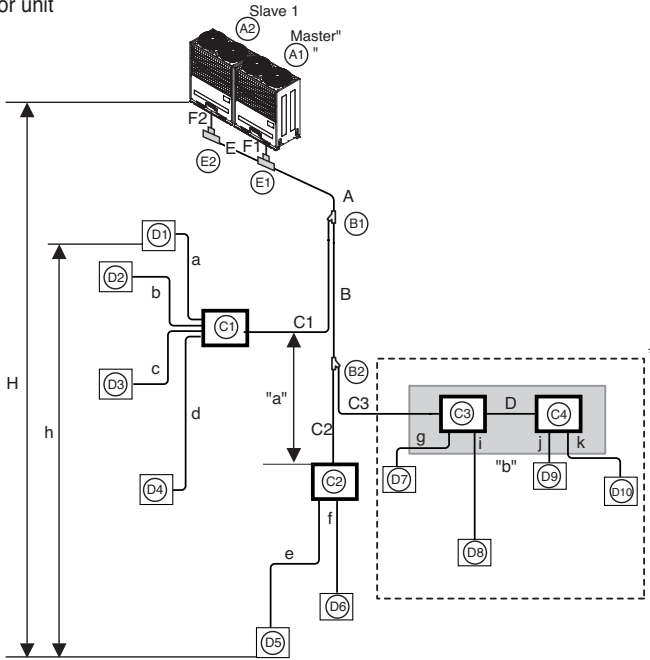 or unit
Slave 1
A2
Master"
A1 "
F2
E F1
E2
E1
A
B1
D1
a
D2
b
B
C1
C1
c
D3
H
h
"a"
B2
d
C3
C3
D
C4
C2
g
i
j
k
"b"
D4
C2
D7
D9
D10
f
e
D8
D6
D5